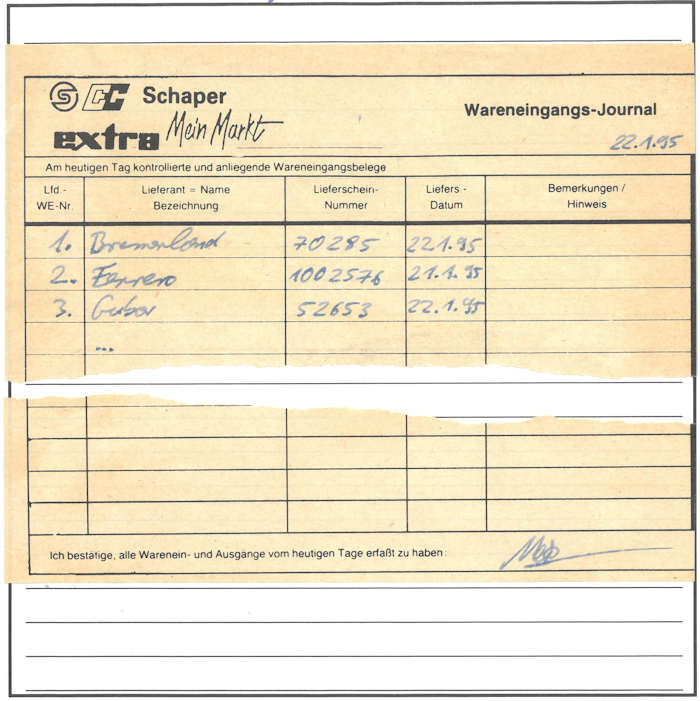 CC Schaper
extra Mein Markt
Wareneingangs-Journal
22.1.95
Am heutigen Tag kontrollierte und anliegende Wareneingangsbelege
Lfd.- WE-Nr. Lieferant = Name Bezeichnung Lieferschein- Nummer Liefers.- Datum Bemerkungen / Hinweis
1. Bremerland 70285 22.1.95
2. Ferrero 1002576 21.1.95
3. 52653 22.1.95
...
Ich bestätige, alle Warenein- und Ausgänge vom heutigen Tage erfaßt zu haben: